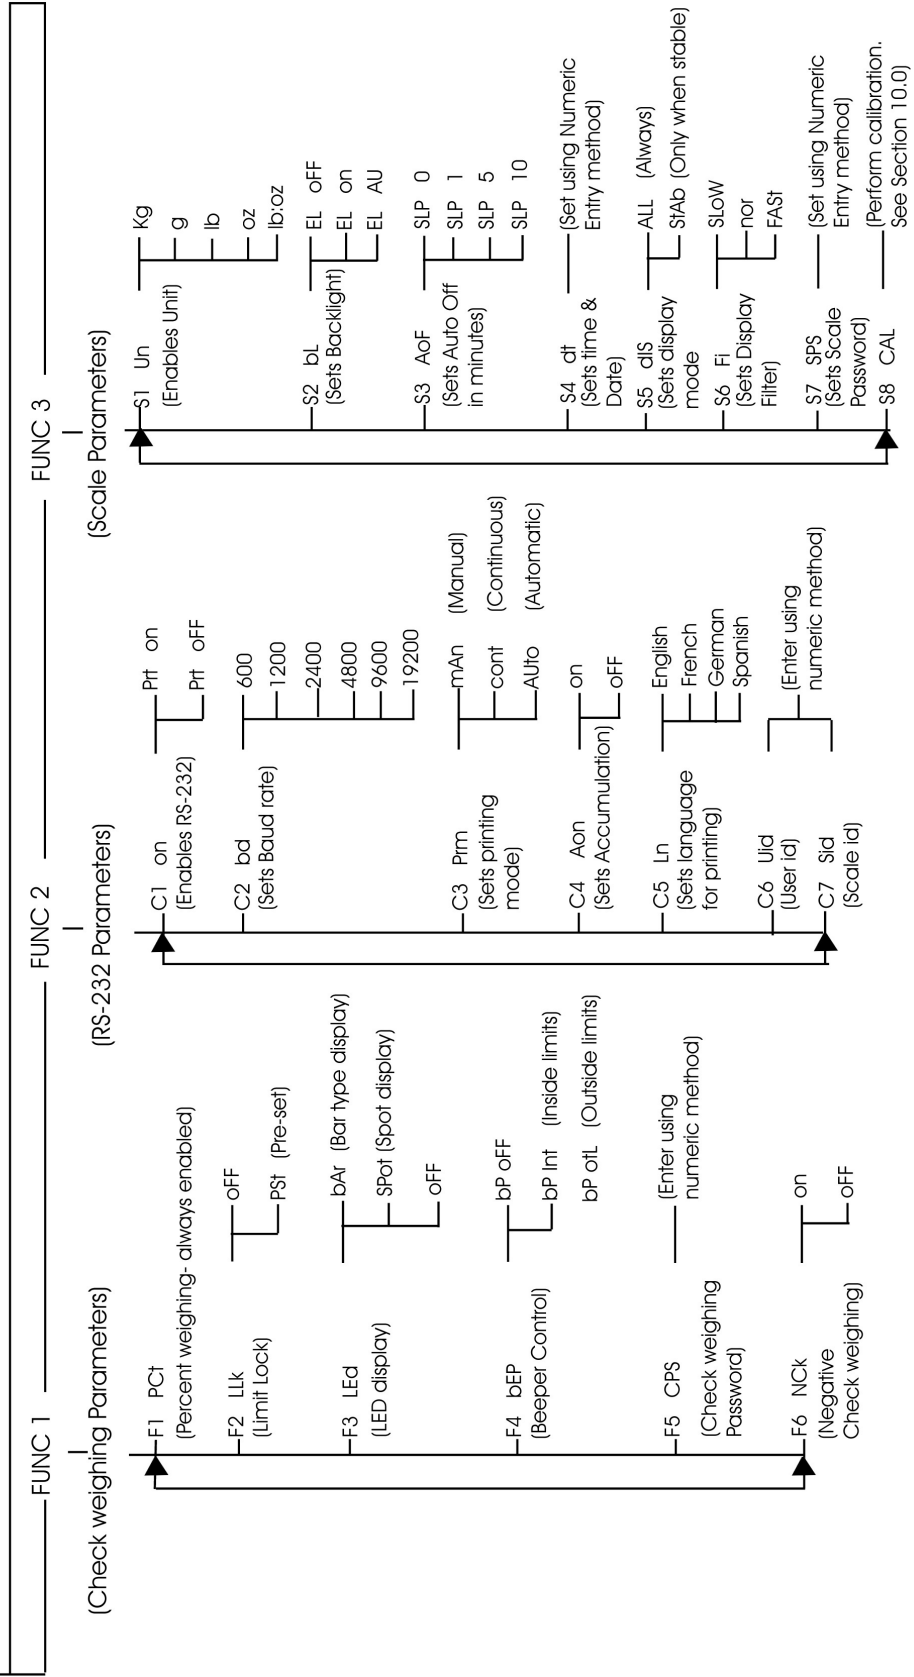 FUNC 1
(Check weighing Parameters)
F1 PCt
(Percent weighing- always enabled)
F2 LLk
(Limit Lock)
oFF
PSt (Pre-set)
F3 LEd
(LED display)
bAr (Bar type display)
SPot (Spot display)
oFF
F4 bEP
(Beeper Control)
bP oFF
bP Int (Inside limits)
bP otL (Outside limits)
F5 CPS
(Check weighing
Password)
(Enter using
numeric method)
F6 NCk
(Negative
Check weighing)
on
oFF
FUNC 2
(RS-232 Parameters)
C1 on
(Enables RS-232)
Prt on
Prt oFF
C2 bd
(Sets Baud rate)
600
1200
2400
4800
9600
19200
C3 Prm
(Sets printing
mode)
mAn (Manual)
cont (Continuous)
AUto (Automatic)
C4 Aon
(Sets Accumulation)
on
oFF
C5 Ln
(Sets language
for printing)
English
French
German
Spanish
C6 Uid
(User id)
C7 Sid
(Scale id)
(Enter using
numeric method)
FUNC 3
(Scale Parameters)
S1 Un
(Enables Unit)
Kg
g
lb
oz
lb:oz
S2 bL
(Sets Backlight)
EL oFF
EL on
EL AU
S3 AoF
(Sets Auto Off
in minutes)
SLP 0
SLP 1
SLP 5
SLP 10
S4 dt
(Sets time &
Date)
(Set using Numeric
Entry method)
S5 dIS
(Sets display
mode
ALL (Always)
StAb (Only when stable)
S6 Fi
(Sets Display
Filter)
SLoW
nor
FASt
S7 SPS
(Sets Scale
Password)
(Set using Numeric
Entry method)
S8 CAL
(Perform calibration.
See Section 10.0)